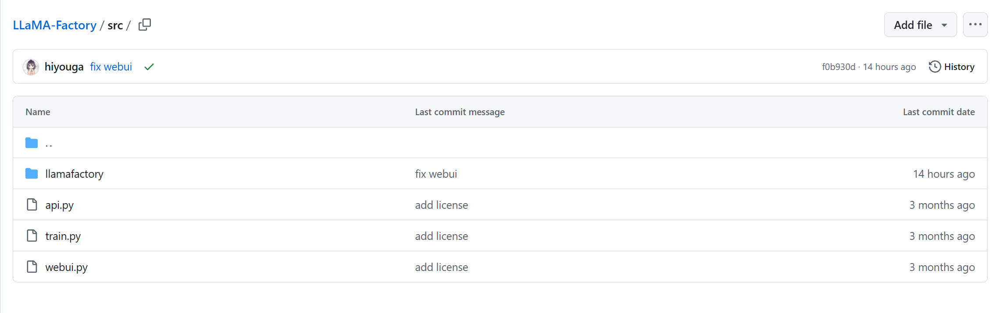 LLaMA-Factory / src / Add file ...
hiyouga fix webui f0b930d · 14 hours ago History
Name Last commit message Last commit date
..
llamafactory fix webui 14 hours ago
api.py add license 3 months ago
train.py add license 3 months ago
webui.py add license 3 months ago